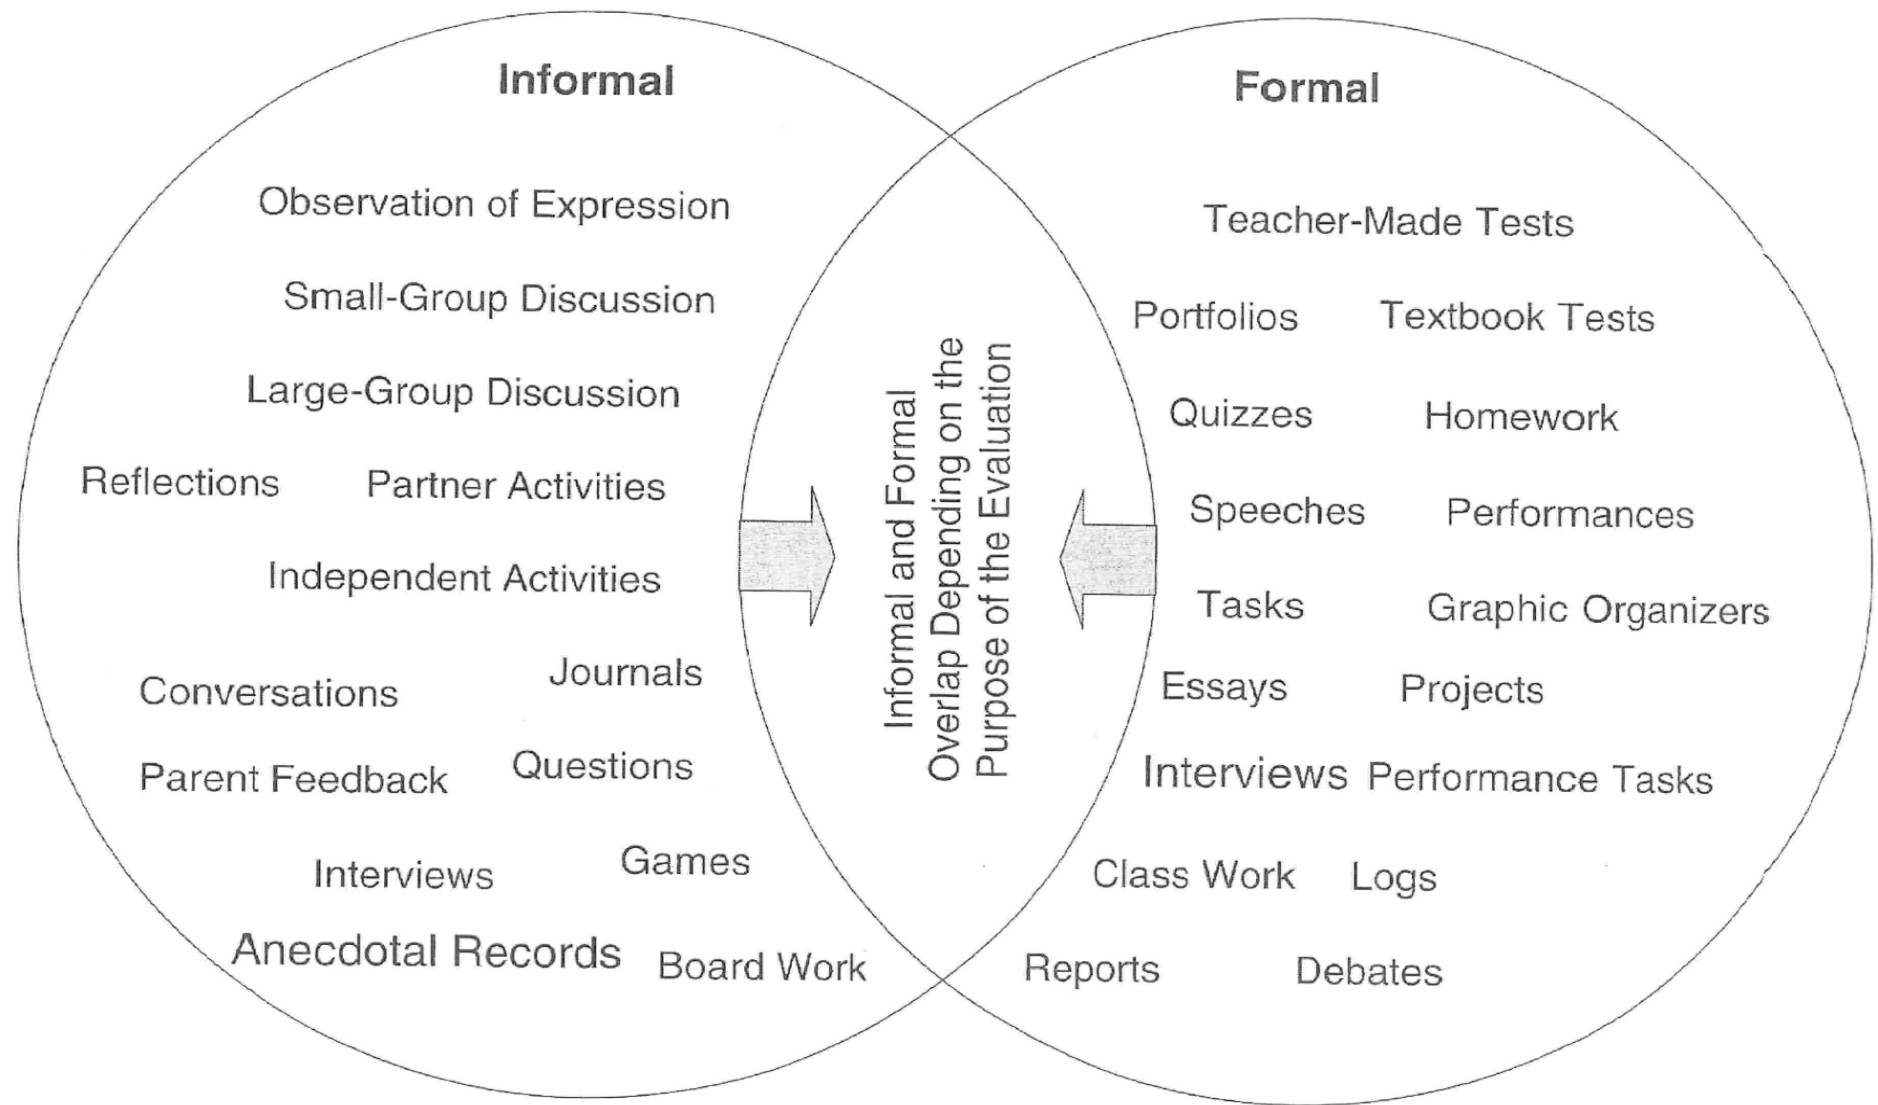 Informal
Observation of Expression
Small-Group Discussion
Large-Group Discussion
Reflections Partner Activities
Independent Activities
Conversations Journals
Parent Feedback Questions
Interviews Games
Anecdotal Records Board Work
Informal and Formal
Overlap Depending on the
Purpose of the Evaluation
Formal
Teacher-Made Tests
Portfolios Textbook Tests
Quizzes Homework
Speeches Performances
Tasks Graphic Organizers
Essays Projects
Interviews Performance Tasks
Class Work Logs
Reports Debates